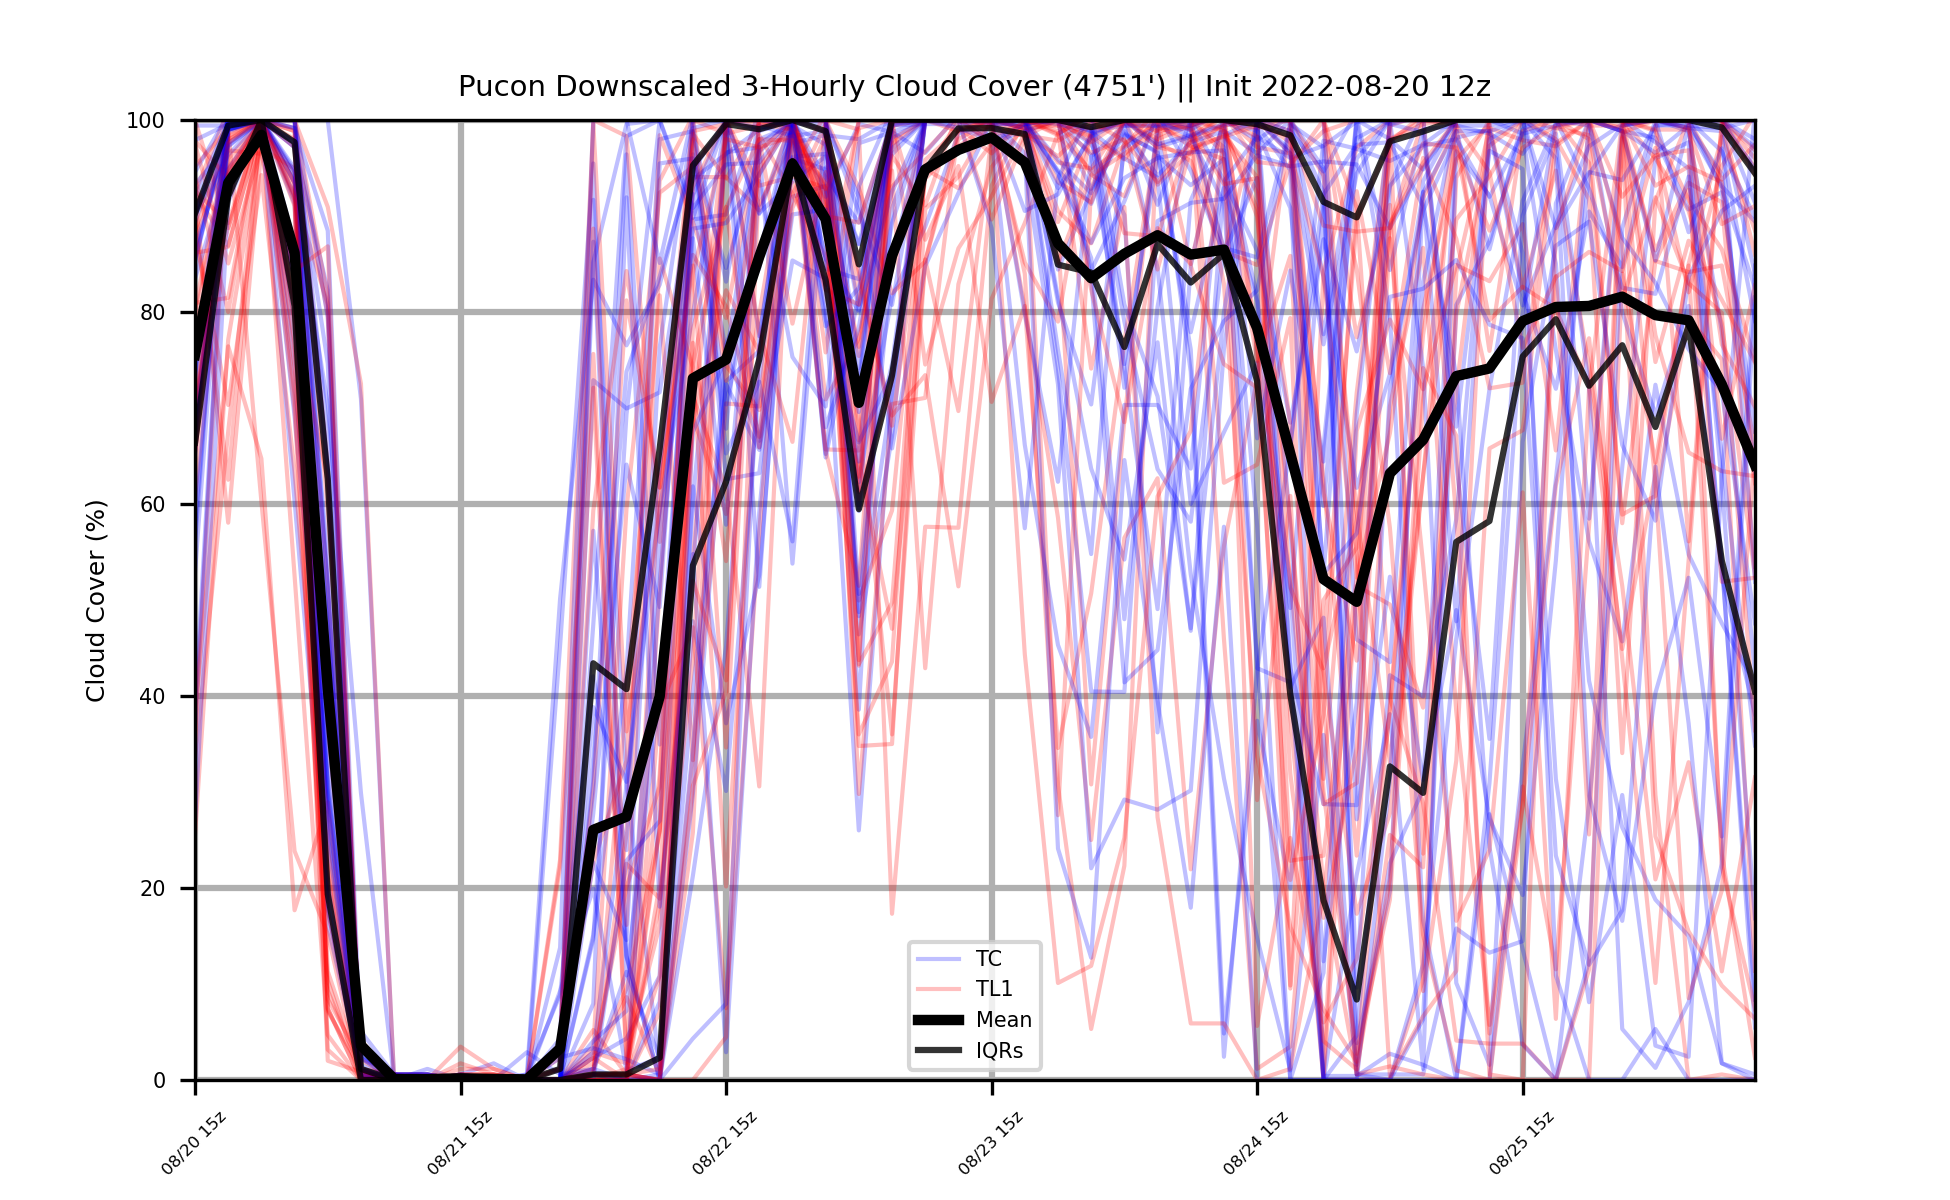 Pucon Downscaled 3-Hourly Cloud Cover (4751') || Init 2022-08-20 12z
Cloud Cover (%)
100
80
60
40
20
0
TC
TL1
Mean
IQRs
08/20 15z
08/21 15z
08/22 15z
08/23 15z
08/24 15z
08/25 15z